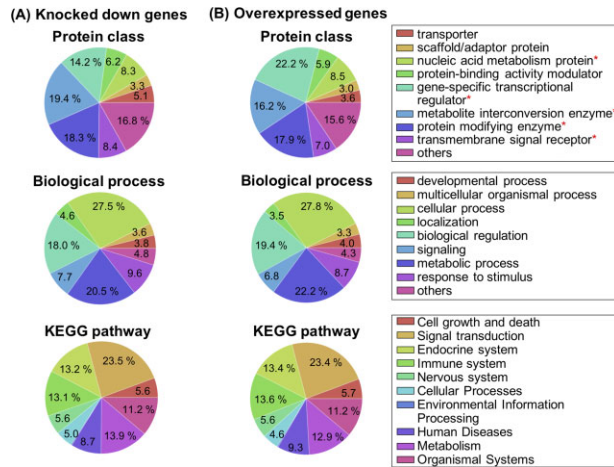 (A) Knocked down genes
Protein class
14.2 %
6.2
8.3
3.3
5.1
16.8 %
8.4
18.3 %
19.4 %
Biological process
27.5 %
3.6
3.8
4.8
9.6
20.5 %
7.7
18.0 %
4.6
KEGG pathway
23.5 %
5.6
11.2 %
13.9 %
8.7
5.0
5.6
13.1 %
13.2 %
(B) Overexpressed genes
Protein class
22.2 %
5.9
8.5
3.0
3.6
15.6 %
7.0
17.9 %
16.2 %
Biological process
27.8 %
3.3
4.0
4.3
8.7
22.2 %
6.8
19.4 %
3.5
KEGG pathway
23.4 %
5.7
11.2 %
12.9 %
9.3
4.6
5.6
13.6 %
13.4 %
transporter
scaffold/adaptor protein
nucleic acid metabolism protein*
protein-binding activity modulator
gene-specific transcriptional
regulator*
metabolite interconversion enzyme*
protein modifying enzyme*
transmembrane signal receptor*
others
developmental process
multicellular organismal process
cellular process
localization
biological regulation
signaling
metabolic process
response to stimulus
others
Cell growth and death
Signal transduction
Endocrine system
Immune system
Nervous system
Cellular Processes
Environmental Information
Processing
Human Diseases
Metabolism
Organismal Systems